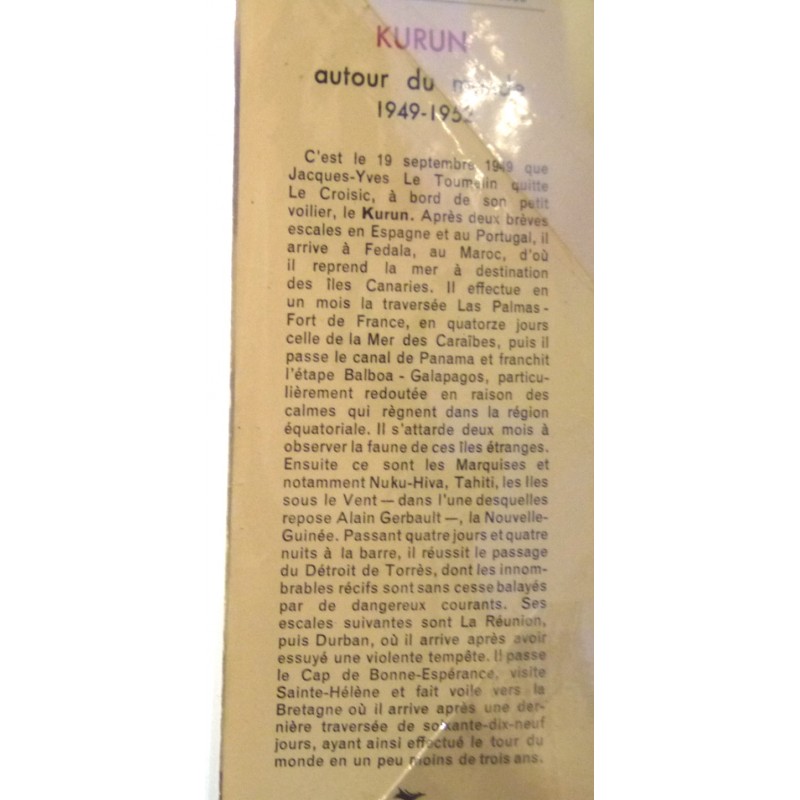 KURUN
autour du monde
1949-1952
C'est le 19 septembre 1949 que
Jacques-Yves Le Toumelin quitte
Le Croisic, à bord de son petit
voilier, le Kurun. Après deux brèves
escales en Espagne et au Portugal, il
arrive à Fedala, au Maroc, d'où
il reprend la mer à destination
des îles Canaries. Il effectue en
un mois la traversée Las Palmas-
Fort de France, en quatorze jours
celle de la Mer des Caraïbes, puis il
passe le canal de Panama et franchit
l'étape Balboa - Galapagos, particu-
lièrement redoutée en raison des
calmes qui règnent dans la région
équatoriale. Il s'attarde deux mois à
observer la faune de ces îles étranges.
Ensuite ce sont les Marquises et
notamment Nuku-Hiva, Tahiti, les Iles
sous le Vent — dans l'une desquelles
repose Alain Gerbault —, la Nouvelle-
Guinée. Passant quatre jours et quatre
nuits à la barre, il réussit le passage
du Détroit de Torrès, dont les innom-
brables récifs sont sans cesse balayés
par de dangereux courants. Ses
escales suivantes sont La Réunion,
puis Durban, où il arrive après avoir
essuyé une violente tempête. Il passe
le Cap de Bonne-Espérance, visite
Sainte-Hélène et fait voile vers la
Bretagne où il arrive après une der-
nière traversée de soixante-dix-neuf
jours, ayant ainsi effectué le tour du
monde en un peu moins de trois ans.